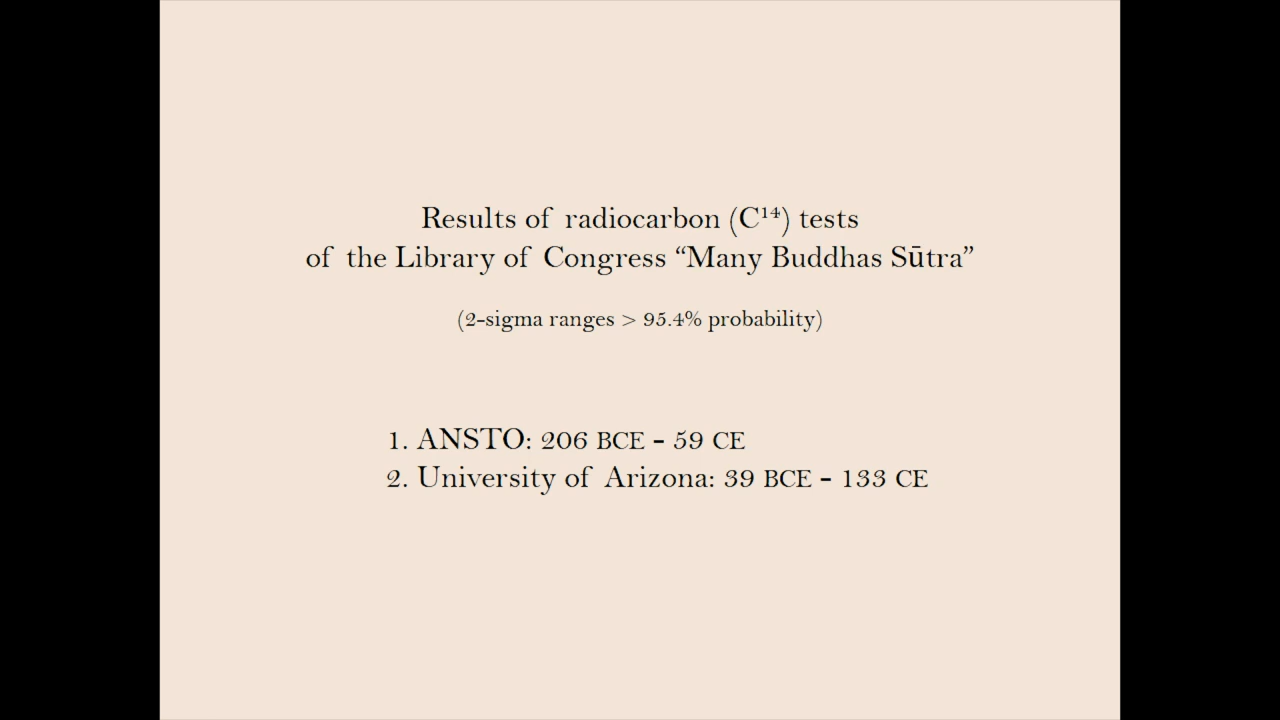 Results of radiocarbon (C¹⁴) tests
of the Library of Congress “Many Buddhas Sūtra”
(2-sigma ranges > 95.4% probability)
1. ANSTO: 206 BCE – 59 CE
2. University of Arizona: 39 BCE – 133 CE